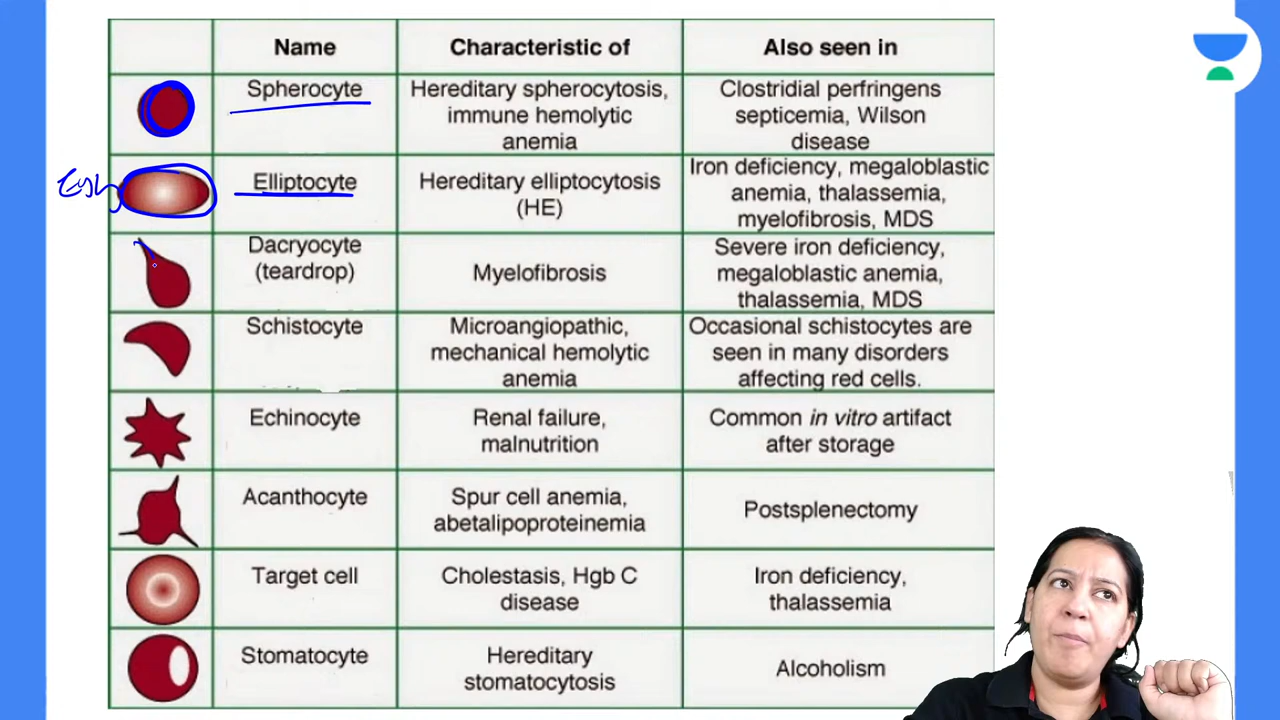 Name Characteristic of Also seen in
Spherocyte
Hereditary spherocytosis,
immune hemolytic
anemia
Clostridial perfringens
septicemia, Wilson
disease
Elliptocyte
Hereditary elliptocytosis
(HE)
Iron deficiency, megaloblastic
anemia, thalassemia,
myelofibrosis, MDS
Dacryocyte
(teardrop)
Myelofibrosis
Severe iron deficiency,
megaloblastic anemia,
thalassemia, MDS
Schistocyte
Microangiopathic,
mechanical hemolytic
anemia
Occasional schistocytes are
seen in many disorders
affecting red cells.
Echinocyte
Renal failure,
malnutrition
Common in vitro artifact
after storage
Acanthocyte
Spur cell anemia,
abetalipoproteinemia
Postsplenectomy
Target cell
Cholestasis, Hgb C
disease
Iron deficiency,
thalassemia
Stomatocyte
Hereditary
stomatocytosis
Alcoholism